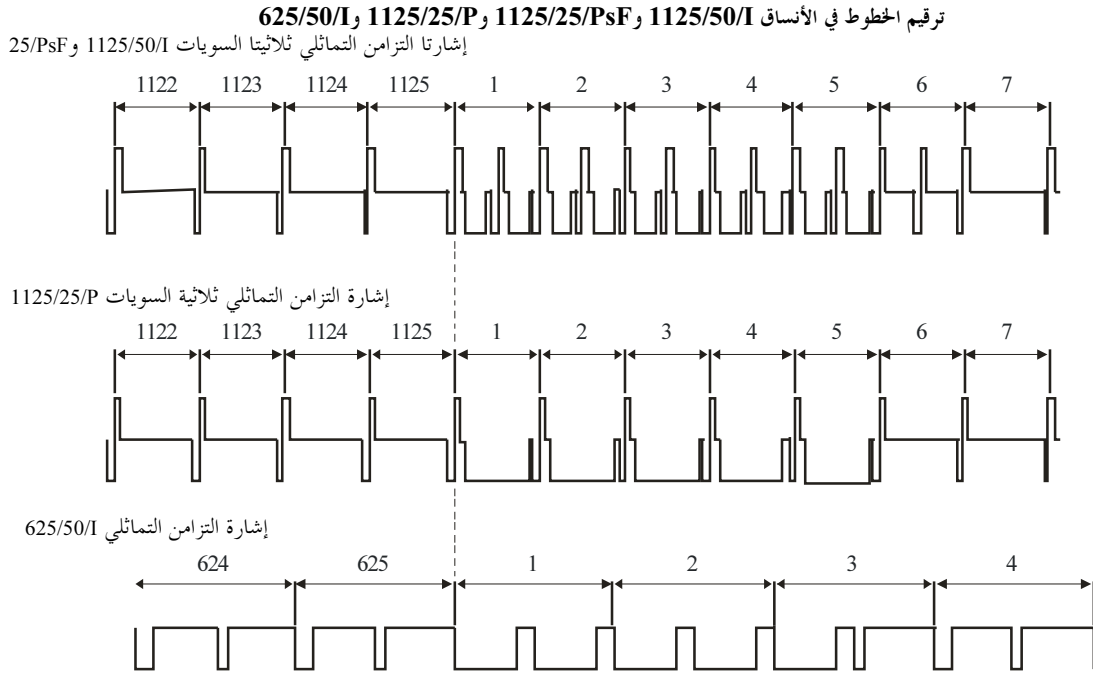 ترقيم الخطوط في الأنساق 1125/50/I و1125/25/PsF و1125/25/P و625/50/I
إشارتا التزامن التماثلي ثلاثيتا السويات 1125/50/I و25/PsF
1122 1123 1124 1125 1 2 3 4 5 6 7
إشارة التزامن التماثلي ثلاثية السويات 1125/25/P
1122 1123 1124 1125 1 2 3 4 5 6 7
إشارة التزامن التماثلي 625/50/I
624 625 1 2 3 4